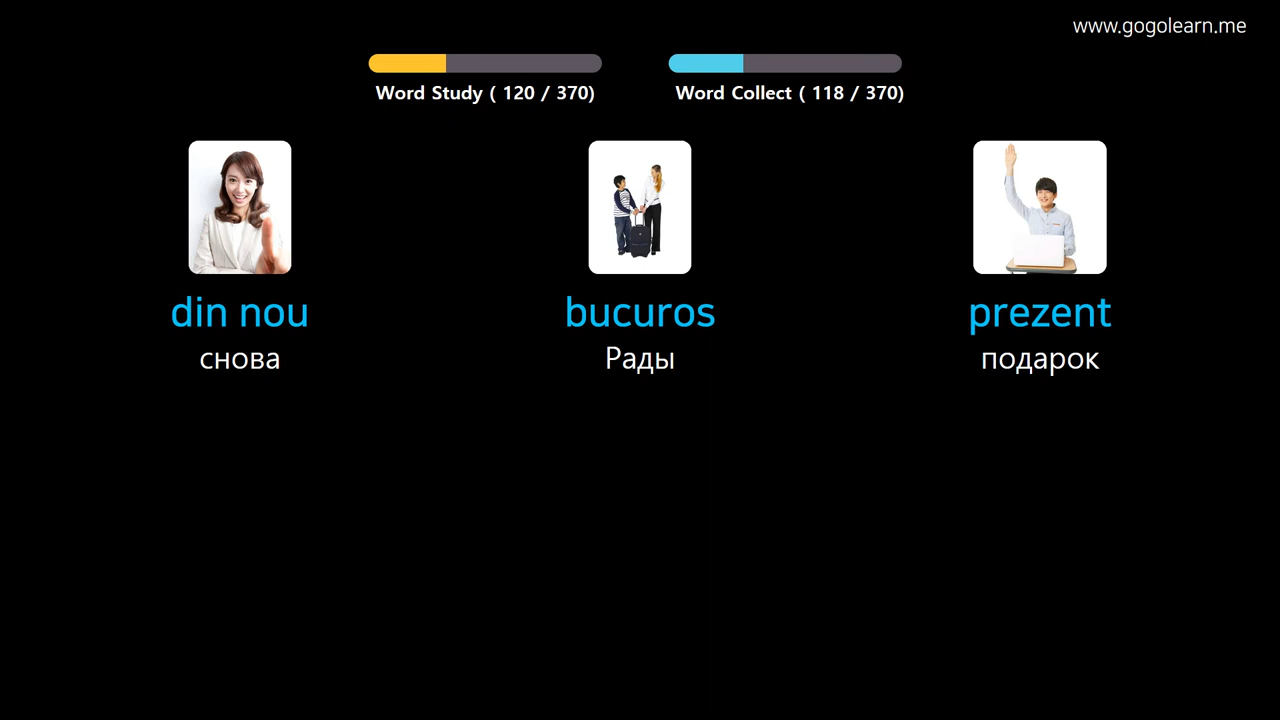 www.gogolearn.me
Word Study ( 120 / 370)
Word Collect ( 118 / 370)
din nou
снова
bucuros
Рады
prezent
подарок